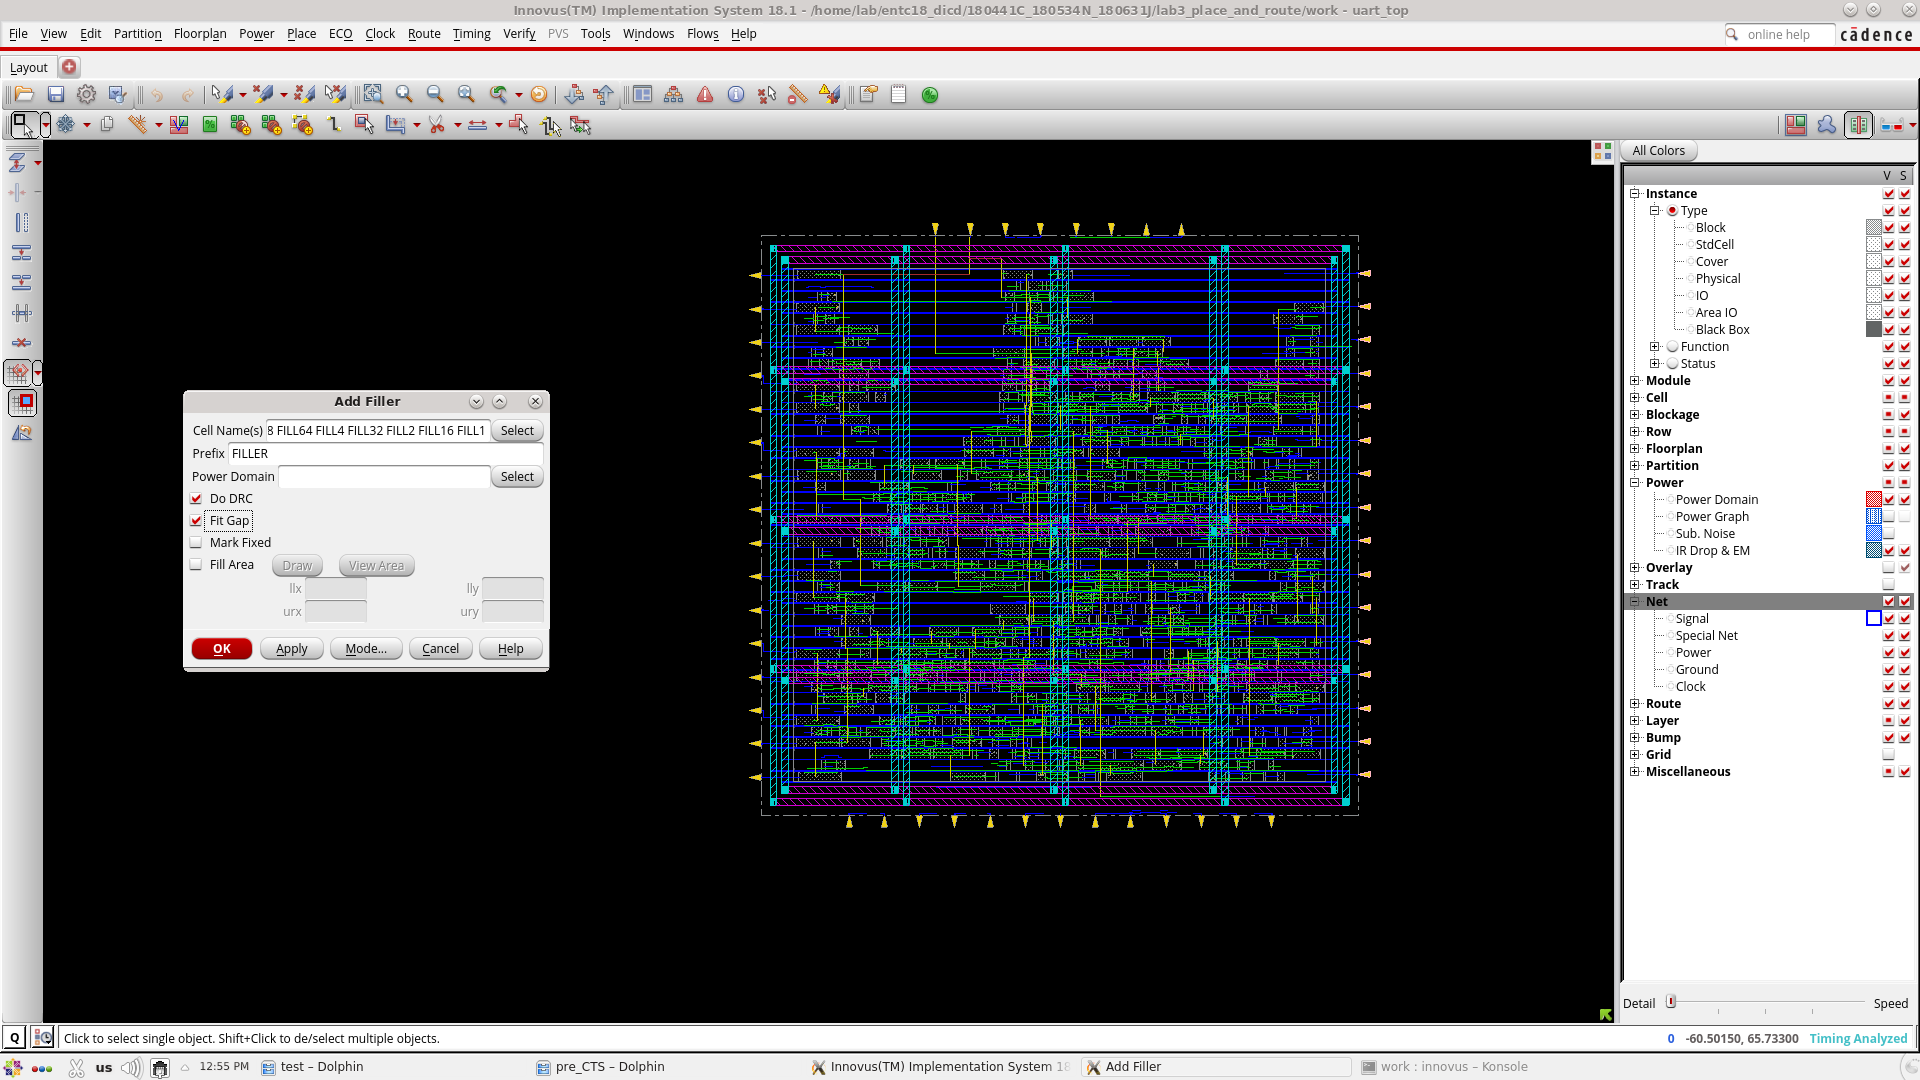 Innovus(TM) Implementation System 18.1 - /home/lab/entc18_dicd/180441C_180534N_180631J/lab3_place_and_route/work - uart_top
File View Edit Partition Floorplan Power Place ECO Clock Route Timing Verify PVS Tools Windows Flows Help
online help
cādence
Layout
All Colors
V S
Instance
Type
Block
StdCell
Cover
Physical
IO
Area IO
Black Box
Function
Status
Module
Cell
Blockage
Row
Floorplan
Partition
Power
Power Domain
Power Graph
Sub. Noise
IR Drop & EM
Overlay
Track
Net
Signal
Special Net
Power
Ground
Clock
Route
Layer
Bump
Grid
Miscellaneous
Detail Speed
Add Filler
Cell Name(s) 8 FILL64 FILL4 FILL32 FILL2 FILL16 FILL1 Select
Prefix FILLER
Power Domain Select
Do DRC
Fit Gap
Mark Fixed
Fill Area Draw View Area
llx lly
urx ury
OK Apply Mode... Cancel Help
Q Click to select single object. Shift+Click to de/select multiple objects. 0 -60.50150, 65.73300 Timing Analyzed
us 12:55 PM test – Dolphin pre_CTS – Dolphin Innovus(TM) Implementation System 18 Add Filler work : innovus – Konsole